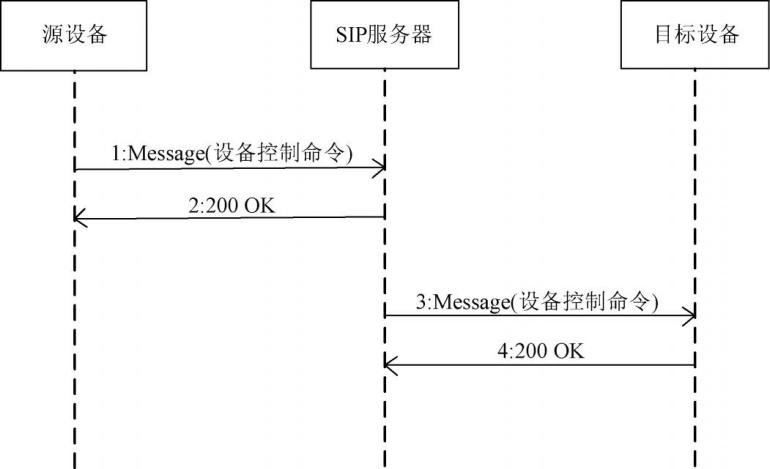 源设备
SIP服务器
目标设备
1:Message(设备控制命令)
2:200 OK
3:Message(设备控制命令)
4:200 OK